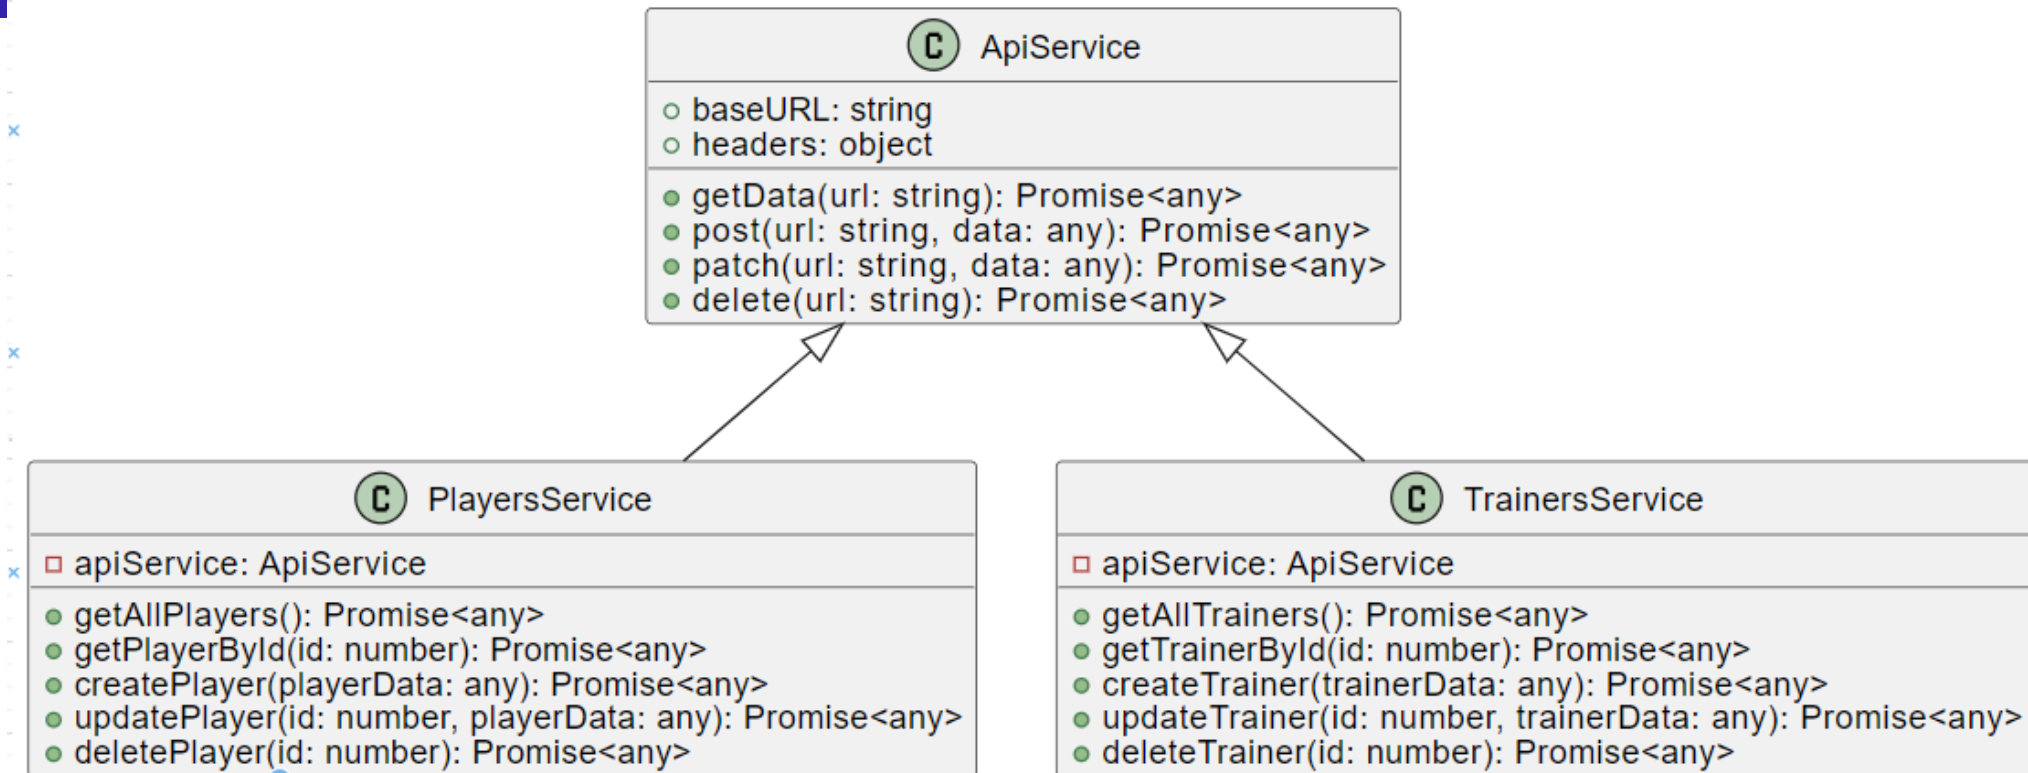 C ApiService
baseURL: string
headers: object
getData(url: string): Promise<any>
post(url: string, data: any): Promise<any>
patch(url: string, data: any): Promise<any>
delete(url: string): Promise<any>
C PlayersService
apiService: ApiService
getAllPlayers(): Promise<any>
getPlayerById(id: number): Promise<any>
createPlayer(playerData: any): Promise<any>
updatePlayer(id: number, playerData: any): Promise<any>
deletePlayer(id: number): Promise<any>
C TrainersService
apiService: ApiService
getAllTrainers(): Promise<any>
getTrainerById(id: number): Promise<any>
createTrainer(trainerData: any): Promise<any>
updateTrainer(id: number, trainerData: any): Promise<any>
deleteTrainer(id: number): Promise<any>